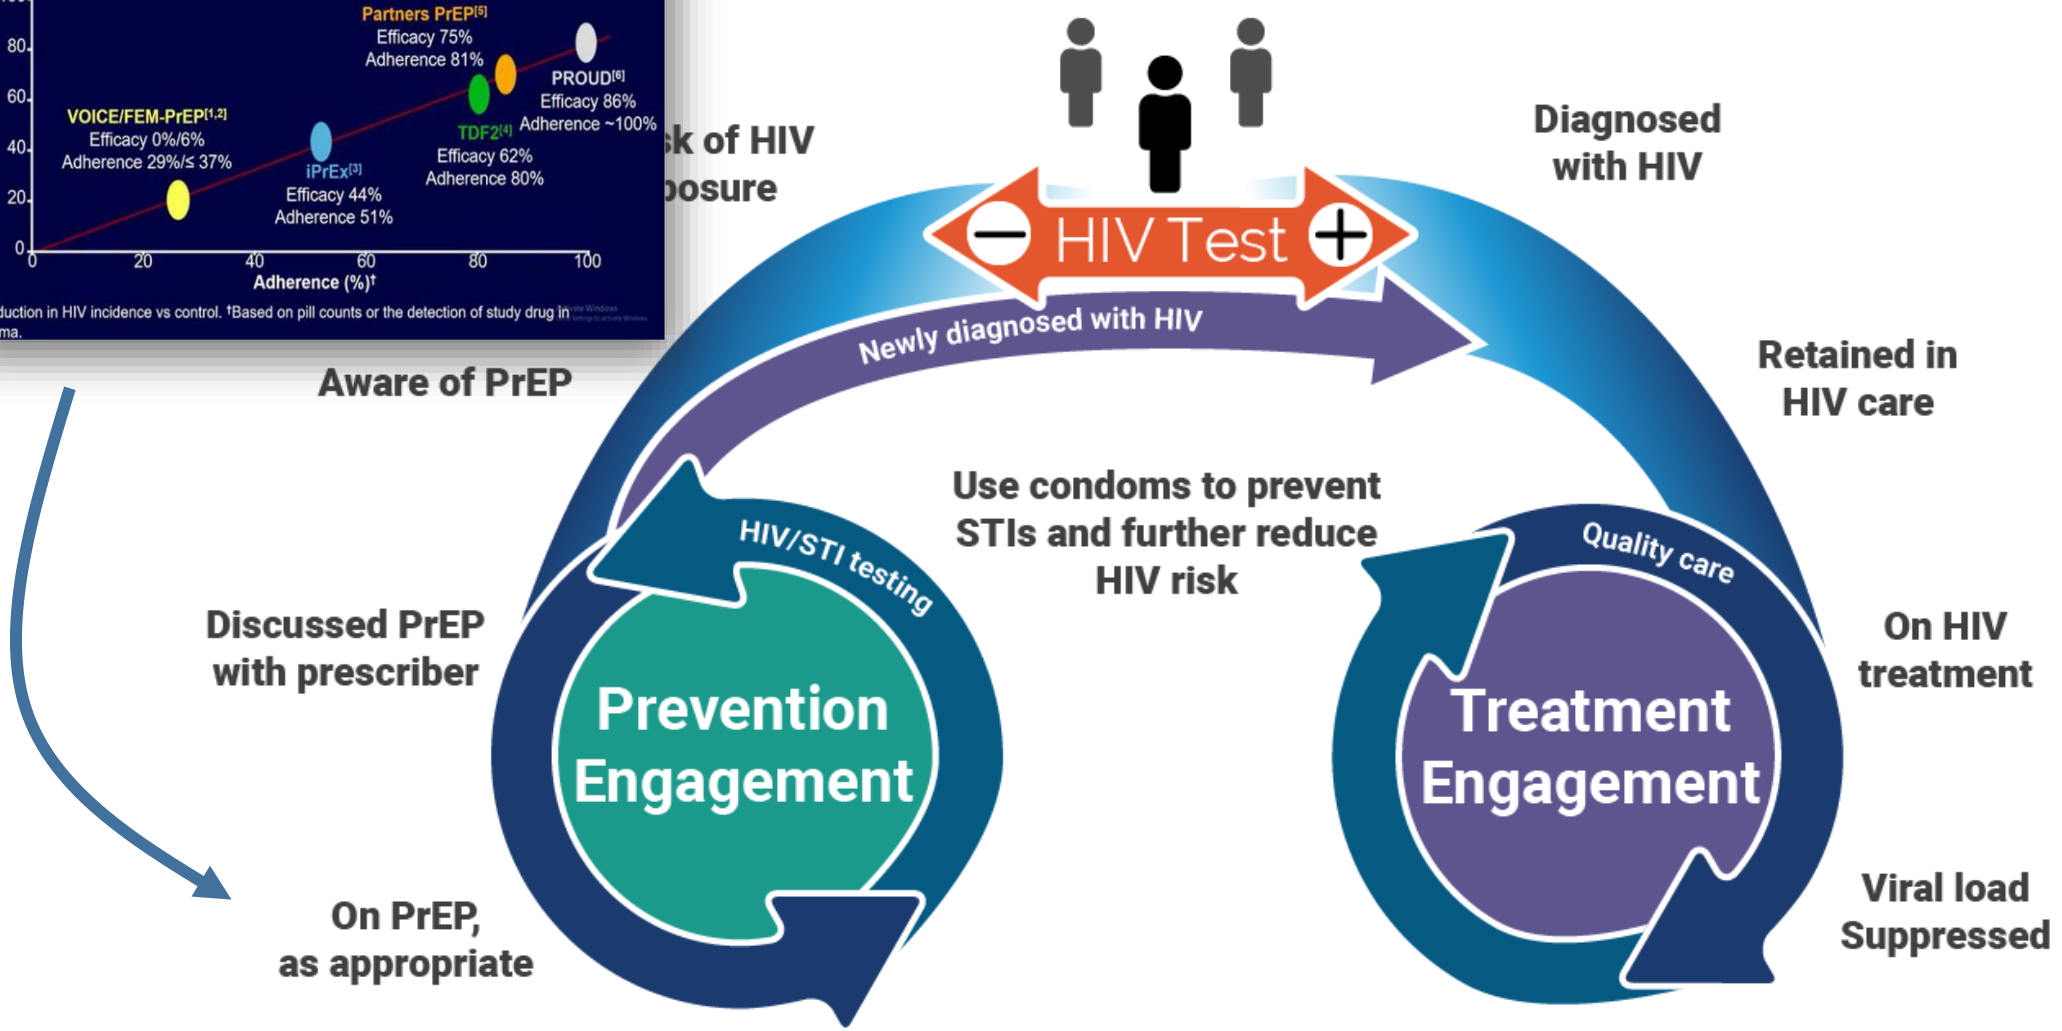 100
80
60
40
20
0
0
20
40
60
80
100
Adherence (%)†
VOICE/FEM-PrEP[1,2]
Efficacy 0%/6%
Adherence 29%/≤ 37%
iPrEx[3]
Efficacy 44%
Adherence 51%
Partners PrEP[5]
Efficacy 75%
Adherence 81%
TDF2[4]
Efficacy 62%
Adherence 80%
PROUD[6]
Efficacy 86%
Adherence ~100%
duction in HIV incidence vs control. †Based on pill counts or the detection of study drug in
ma.
sk of HIV
posure
Aware of PrEP
Discussed PrEP
with prescriber
On PrEP,
as appropriate
HIV Test
Newly diagnosed with HIV
HIV/STI testing
Prevention
Engagement
Use condoms to prevent
STIs and further reduce
HIV risk
Quality care
Treatment
Engagement
Diagnosed
with HIV
Retained in
HIV care
On HIV
treatment
Viral load
Suppressed